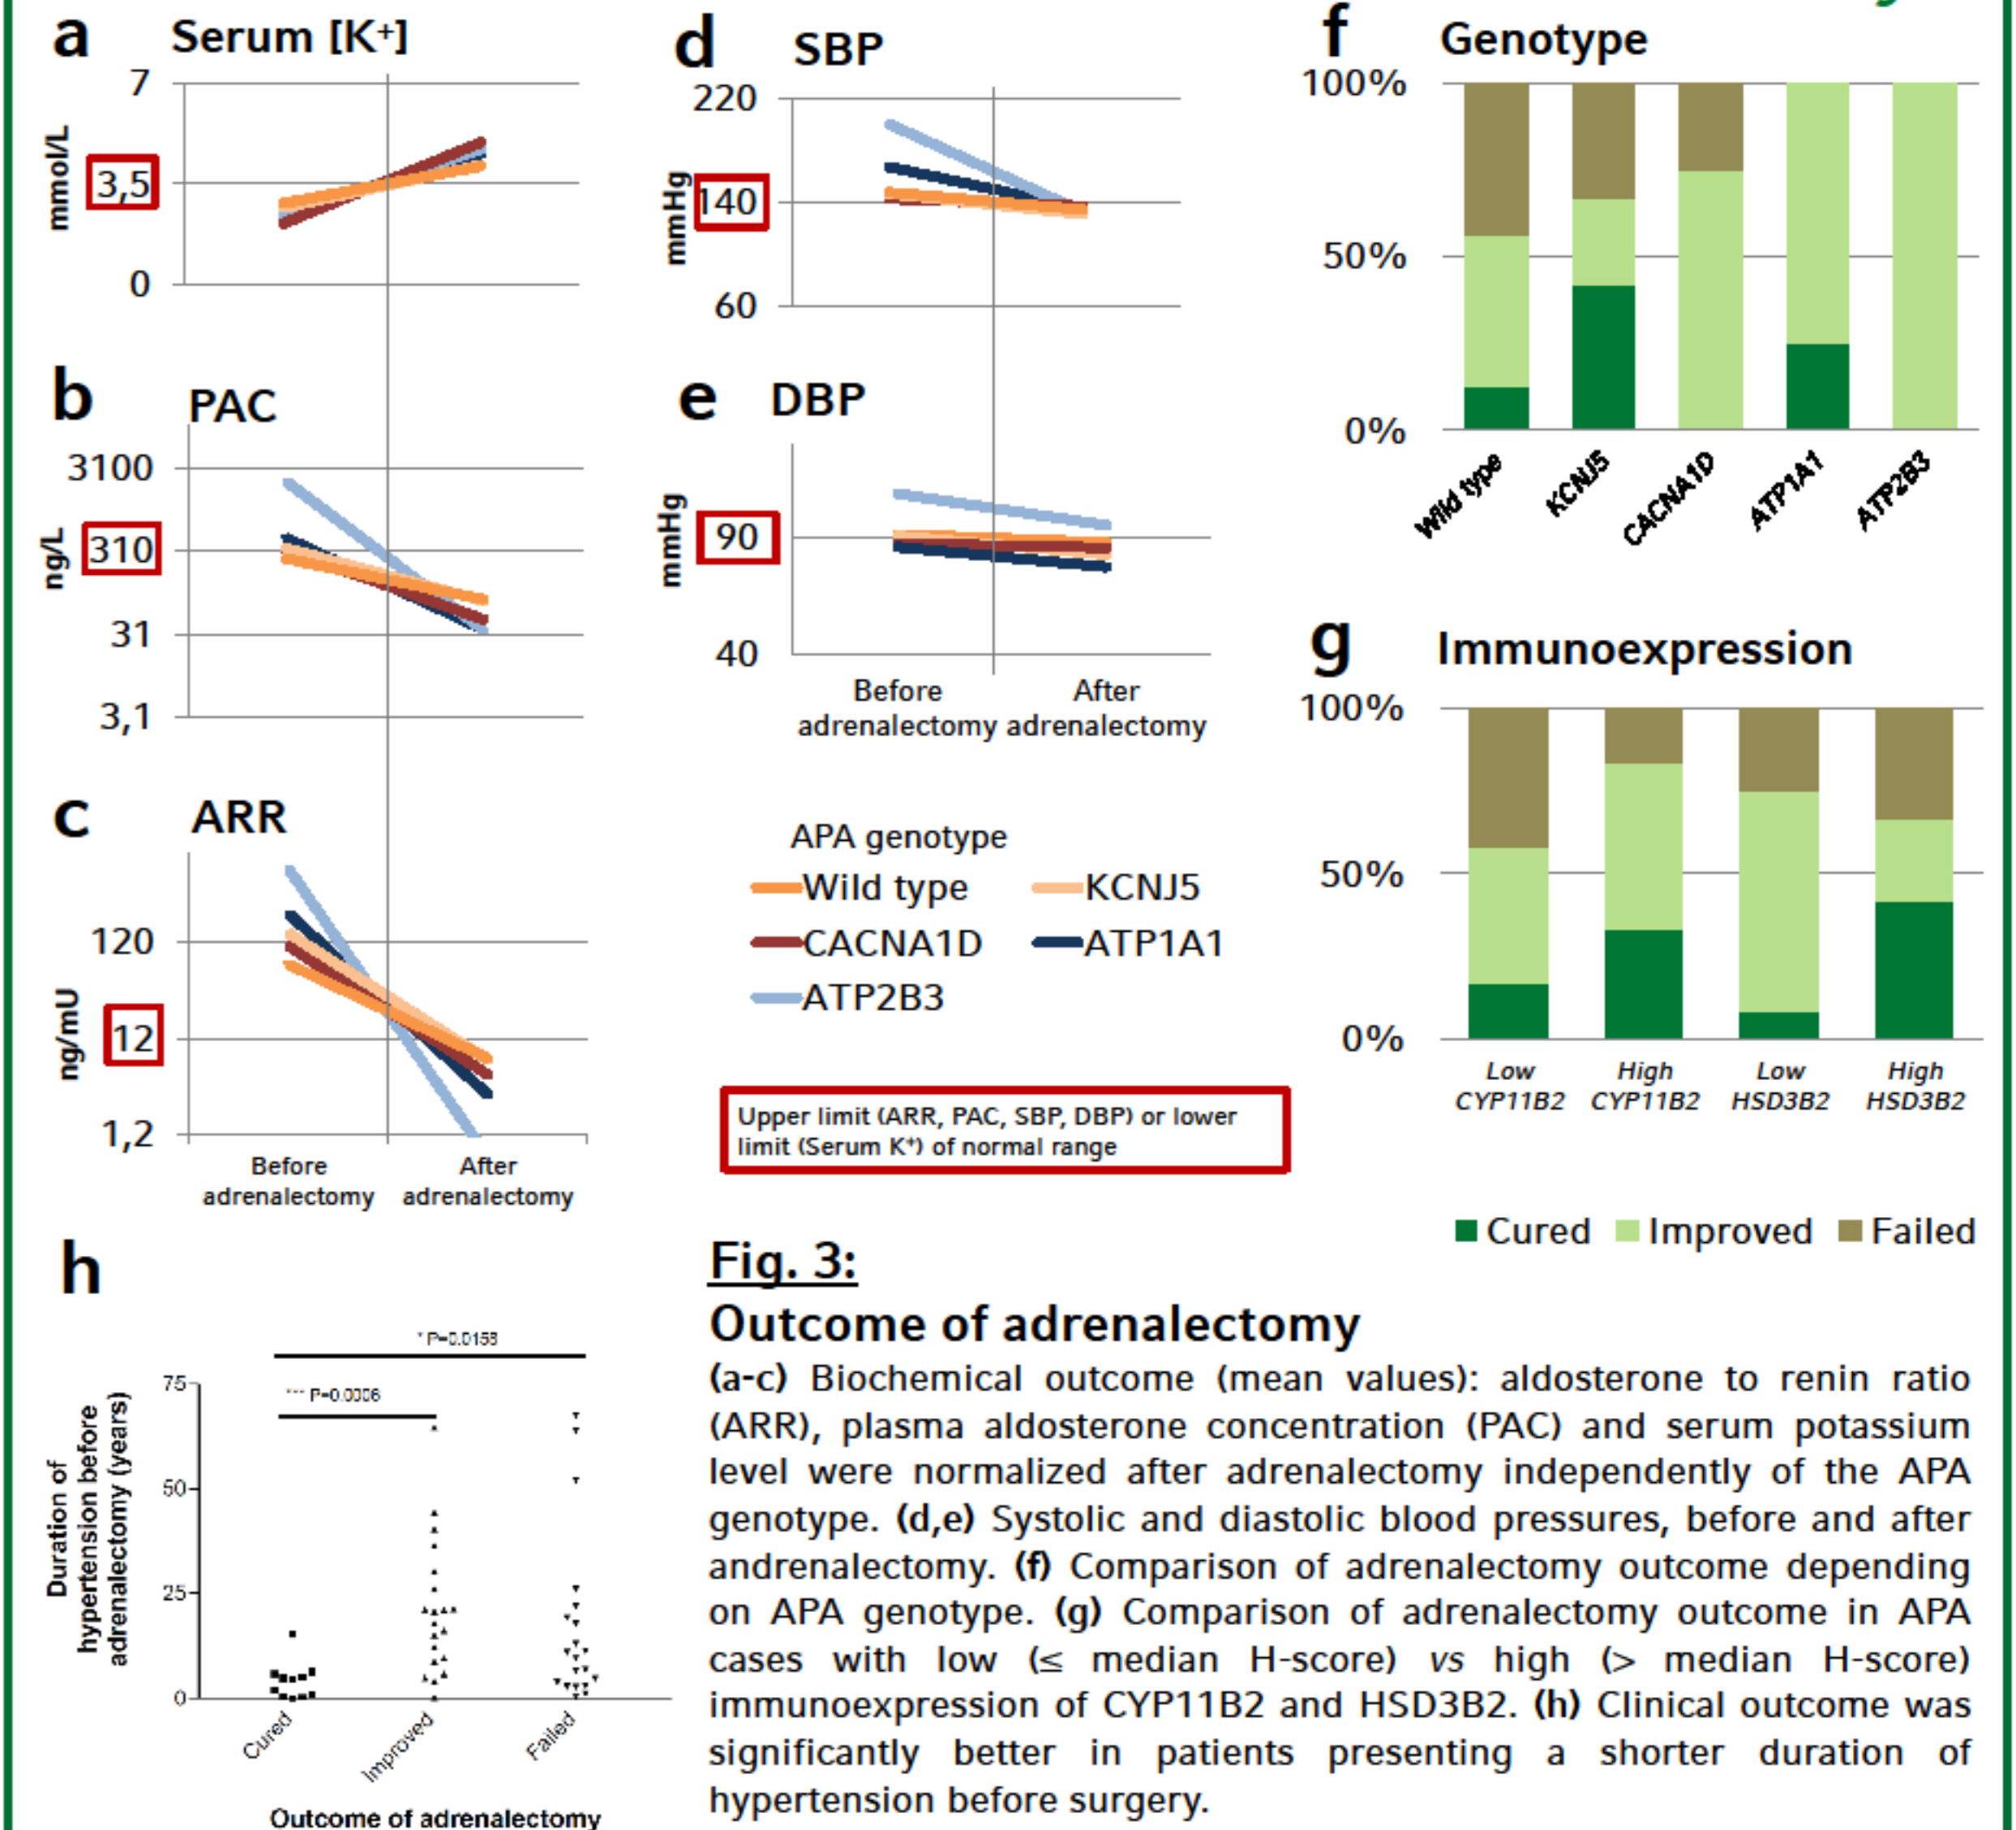 a Serum [K⁺]
7
mmol/L
3,5
0
b PAC
3100
ng/L
310
31
3,1
c ARR
120
ng/mU
12
1,2
Before adrenalectomy
After adrenalectomy
d SBP
220
mmHg
140
60
e DBP
mmHg
90
40
Before adrenalectomy
After adrenalectomy
APA genotype
Wild type
KCNJ5
CACNA1D
ATP1A1
ATP2B3
Upper limit (ARR, PAC, SBP, DBP) or lower
limit (Serum K⁺) of normal range
f Genotype
100%
50%
0%
Wild type
KCNJ5
CACNA1D
ATP1A1
ATP2B3
g Immunoexpression
100%
50%
0%
Low CYP11B2
High CYP11B2
Low HSD3B2
High HSD3B2
Cured
Improved
Failed
h
* P=0.0158
*** P=0.0006
Duration of
hypertension before
adrenalectomy (years)
75
50
25
0
Cured
Improved
Failed
Outcome of adrenalectomy
Fig. 3:
Outcome of adrenalectomy
(a-c) Biochemical outcome (mean values): aldosterone to renin ratio
(ARR), plasma aldosterone concentration (PAC) and serum potassium
level were normalized after adrenalectomy independently of the APA
genotype. (d,e) Systolic and diastolic blood pressures, before and after
andrenalectomy. (f) Comparison of adrenalectomy outcome depending
on APA genotype. (g) Comparison of adrenalectomy outcome in APA
cases with low (≤ median H-score) vs high (> median H-score)
immunoexpression of CYP11B2 and HSD3B2. (h) Clinical outcome was
significantly better in patients presenting a shorter duration of
hypertension before surgery.